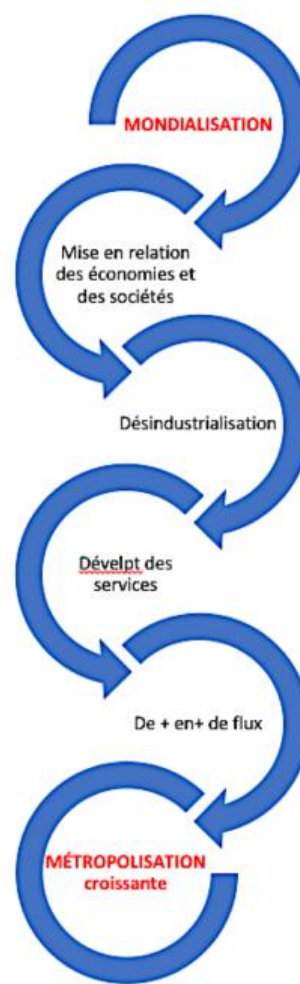 MONDIALISATION
Mise en relation
des économies et
des sociétés
Désindustrialisation
Dévelpt des
services
De + en+ de flux
MÉTROPOLISATION
croissante